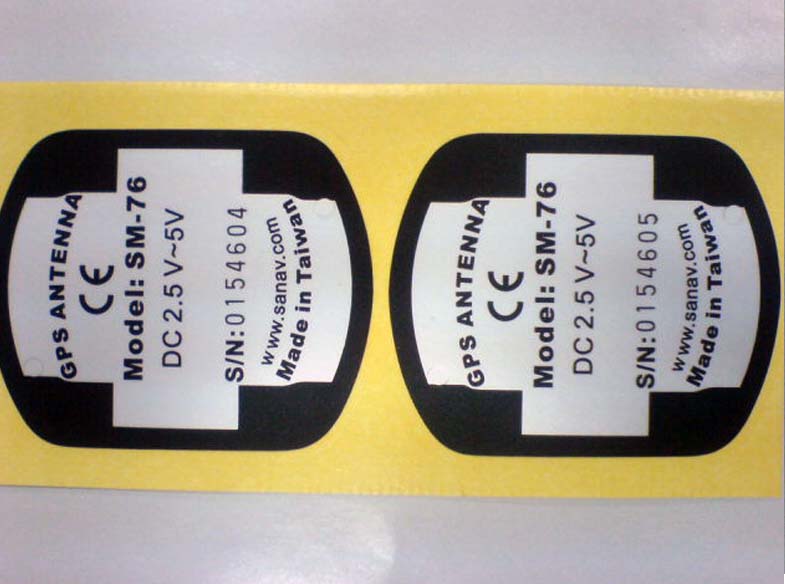 GPS ANTENNA
CE
Model: SM-76
DC 2.5 V~5V
S/N:0154604
www.sanav.com
Made in Taiwan
GPS ANTENNA
CE
Model: SM-76
DC 2.5 V~5V
S/N:0154605
www.sanav.com
Made in Taiwan